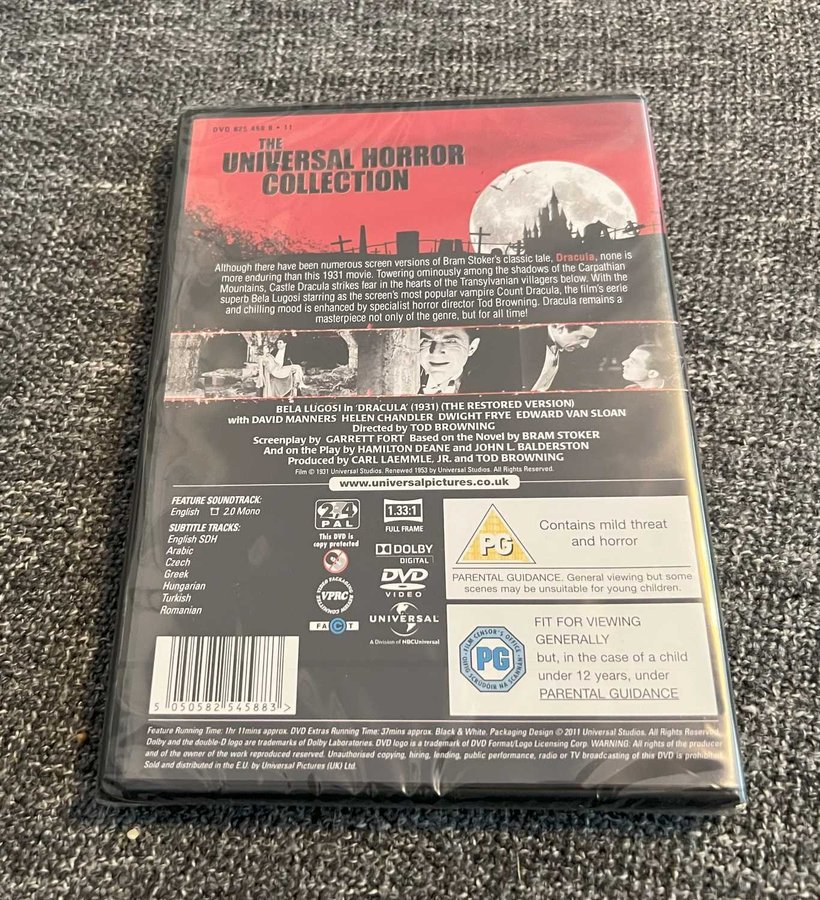 DVD 825 458 8 • 11
THE
UNIVERSAL HORROR
COLLECTION
Although there have been numerous screen versions of Bram Stoker's classic tale, Dracula, none is
more enduring than this 1931 movie. Towering ominously among the shadows of the Carpathian
Mountains, Castle Dracula strikes fear in the hearts of the Transylvanian villagers below. With the
superb Bela Lugosi starring as the screen's most popular vampire Count Dracula, the film's eerie
and chilling mood is enhanced by specialist horror director Tod Browning. Dracula remains a
masterpiece not only of the genre, but for all time!
BELA LUGOSI in 'DRACULA' (1931) (THE RESTORED VERSION)
with DAVID MANNERS HELEN CHANDLER DWIGHT FRYE EDWARD VAN SLOAN
Directed by TOD BROWNING
Screenplay by GARRETT FORT Based on the Novel by BRAM STOKER
And on the Play by HAMILTON DEANE and JOHN L. BALDERSTON
Produced by CARL LAEMMLE, JR. and TOD BROWNING
Film © 1931 Universal Studios. Renewed 1953 by Universal Studios. All Rights Reserved.
www.universalpictures.co.uk
FEATURE SOUNDTRACK:
English 2.0 Mono
SUBTITLE TRACKS:
English SDH
Arabic
Czech
Greek
Hungarian
Turkish
Romanian
2 4
PAL
This DVD is
copy protected
VIDEO PACKAGING REVIEW COMMITTEE
VPRC
FACT
1.33:1
FULL FRAME
DOLBY
DIGITAL
DVD
VIDEO
UNIVERSAL
A Division of NBCUniversal
PG
Contains mild threat
and horror
PARENTAL GUIDANCE. General viewing but some
scenes may be unsuitable for young children.
FILM CENSOR'S OFFICE
OIFIG SCRÚDÓIR NA SCANNÁN
PG
FIT FOR VIEWING
GENERALLY
but, in the case of a child
under 12 years, under
PARENTAL GUIDANCE
5 050582 545883 >
Feature Running Time: 1hr 11mins approx. DVD Extras Running Time: 37mins approx. Black & White. Packaging Design © 2011 Universal Studios. All Rights Reserved.
Dolby and the double-D logo are trademarks of Dolby Laboratories. DVD logo is a trademark of DVD Format/Logo Licensing Corp. WARNING: All rights of the producer
and of the owner of the work reproduced reserved. Unauthorised copying, hiring, lending, public performance, radio or TV broadcasting of this DVD is prohibited.
Sold and distributed in the E.U. by Universal Pictures (UK) Ltd.